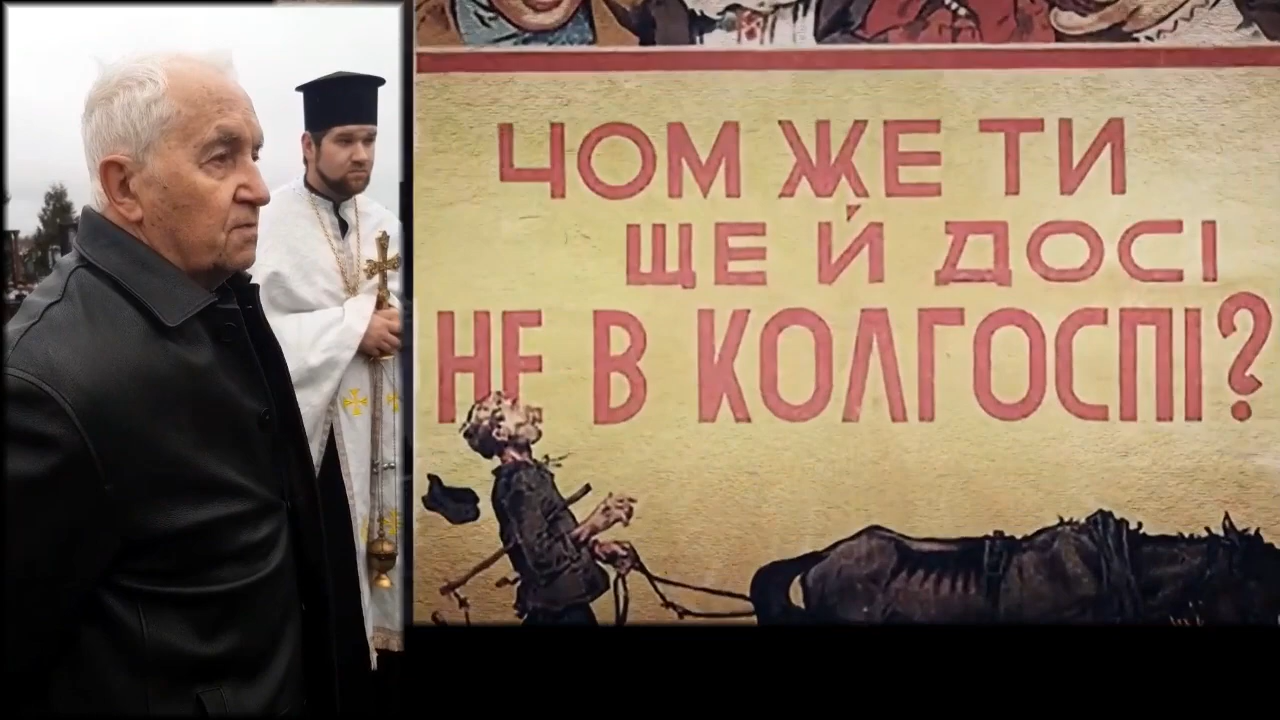 ЧОМ ЖЕ ТИ
ЩЕ Й ДОСІ
НЕ В КОЛГОСПІ?